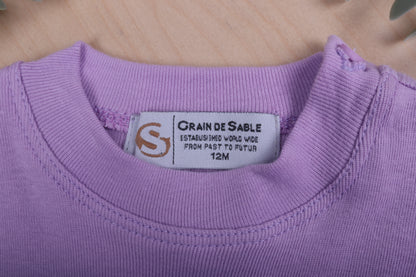 GRAIN DE SABLE
ESTABLISHED WORLD WIDE
FROM PAST TO FUTUR
12M